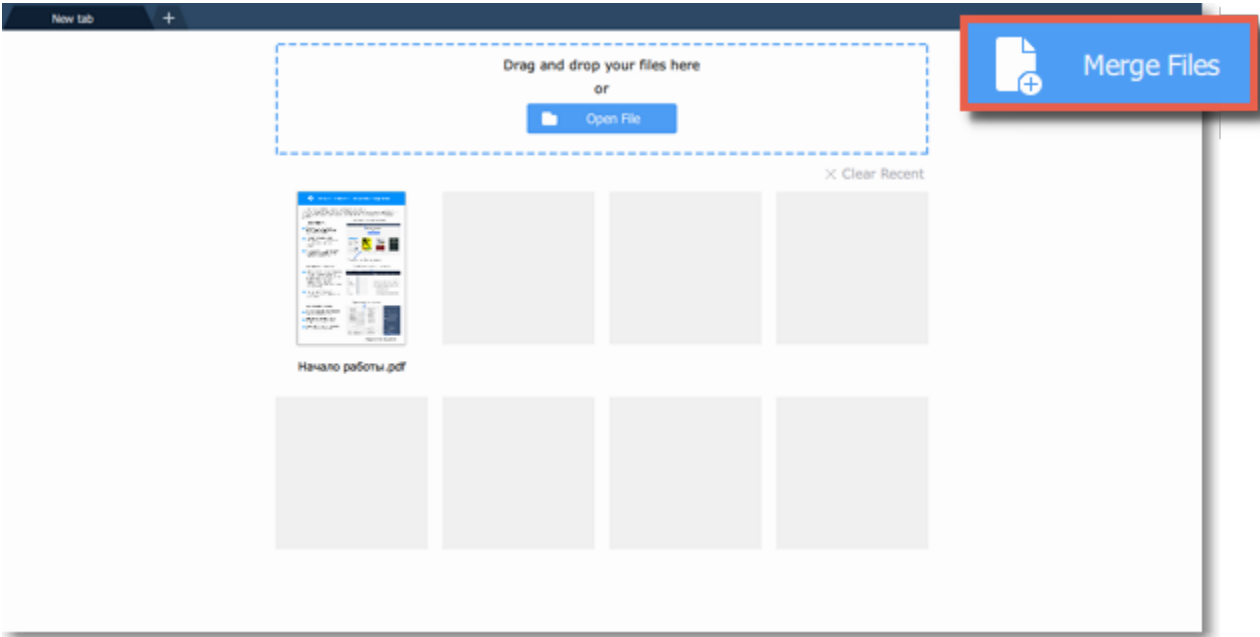 New tab
+
Merge Files
Drag and drop your files here
or
Open File
Clear Recent
Начало работы.pdf